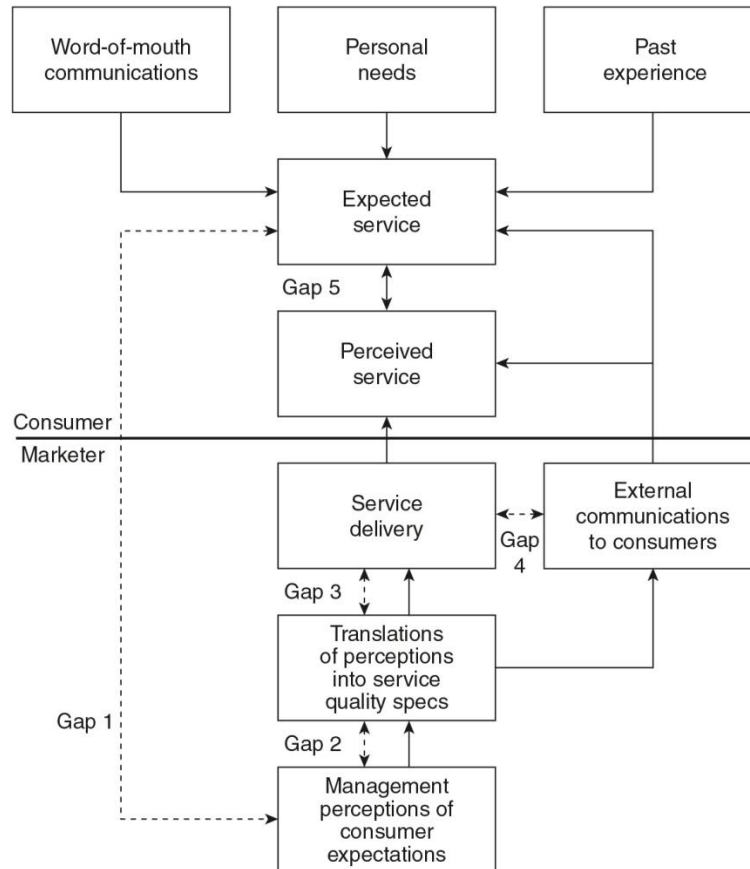 Word-of-mouth
communications
Personal
needs
Past
experience
Expected
service
Gap 5
Perceived
service
Consumer
Marketer
Service
delivery
External
communications
to consumers
Gap
4
Gap 3
Translations
of perceptions
into service
quality specs
Gap 1
Gap 2
Management
perceptions of
consumer
expectations